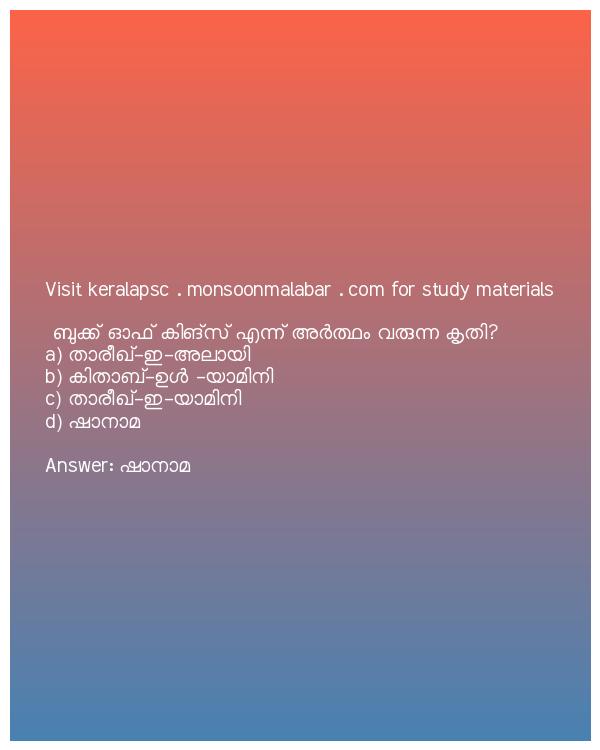 Visit keralapsc . monsoonmalabar . com for study materials
ബുക്ക് ഓഫ് കിങ്സ് എന്ന് അർത്ഥം വരുന്ന കൃതി?
a) താരീഖ്-ഇ-അലായി
b) കിതാബ്-ഉൾ -യാമിനി
c) താരീഖ്-ഇ-യാമിനി
d) ഷാനാമ
Answer: ഷാനാമ